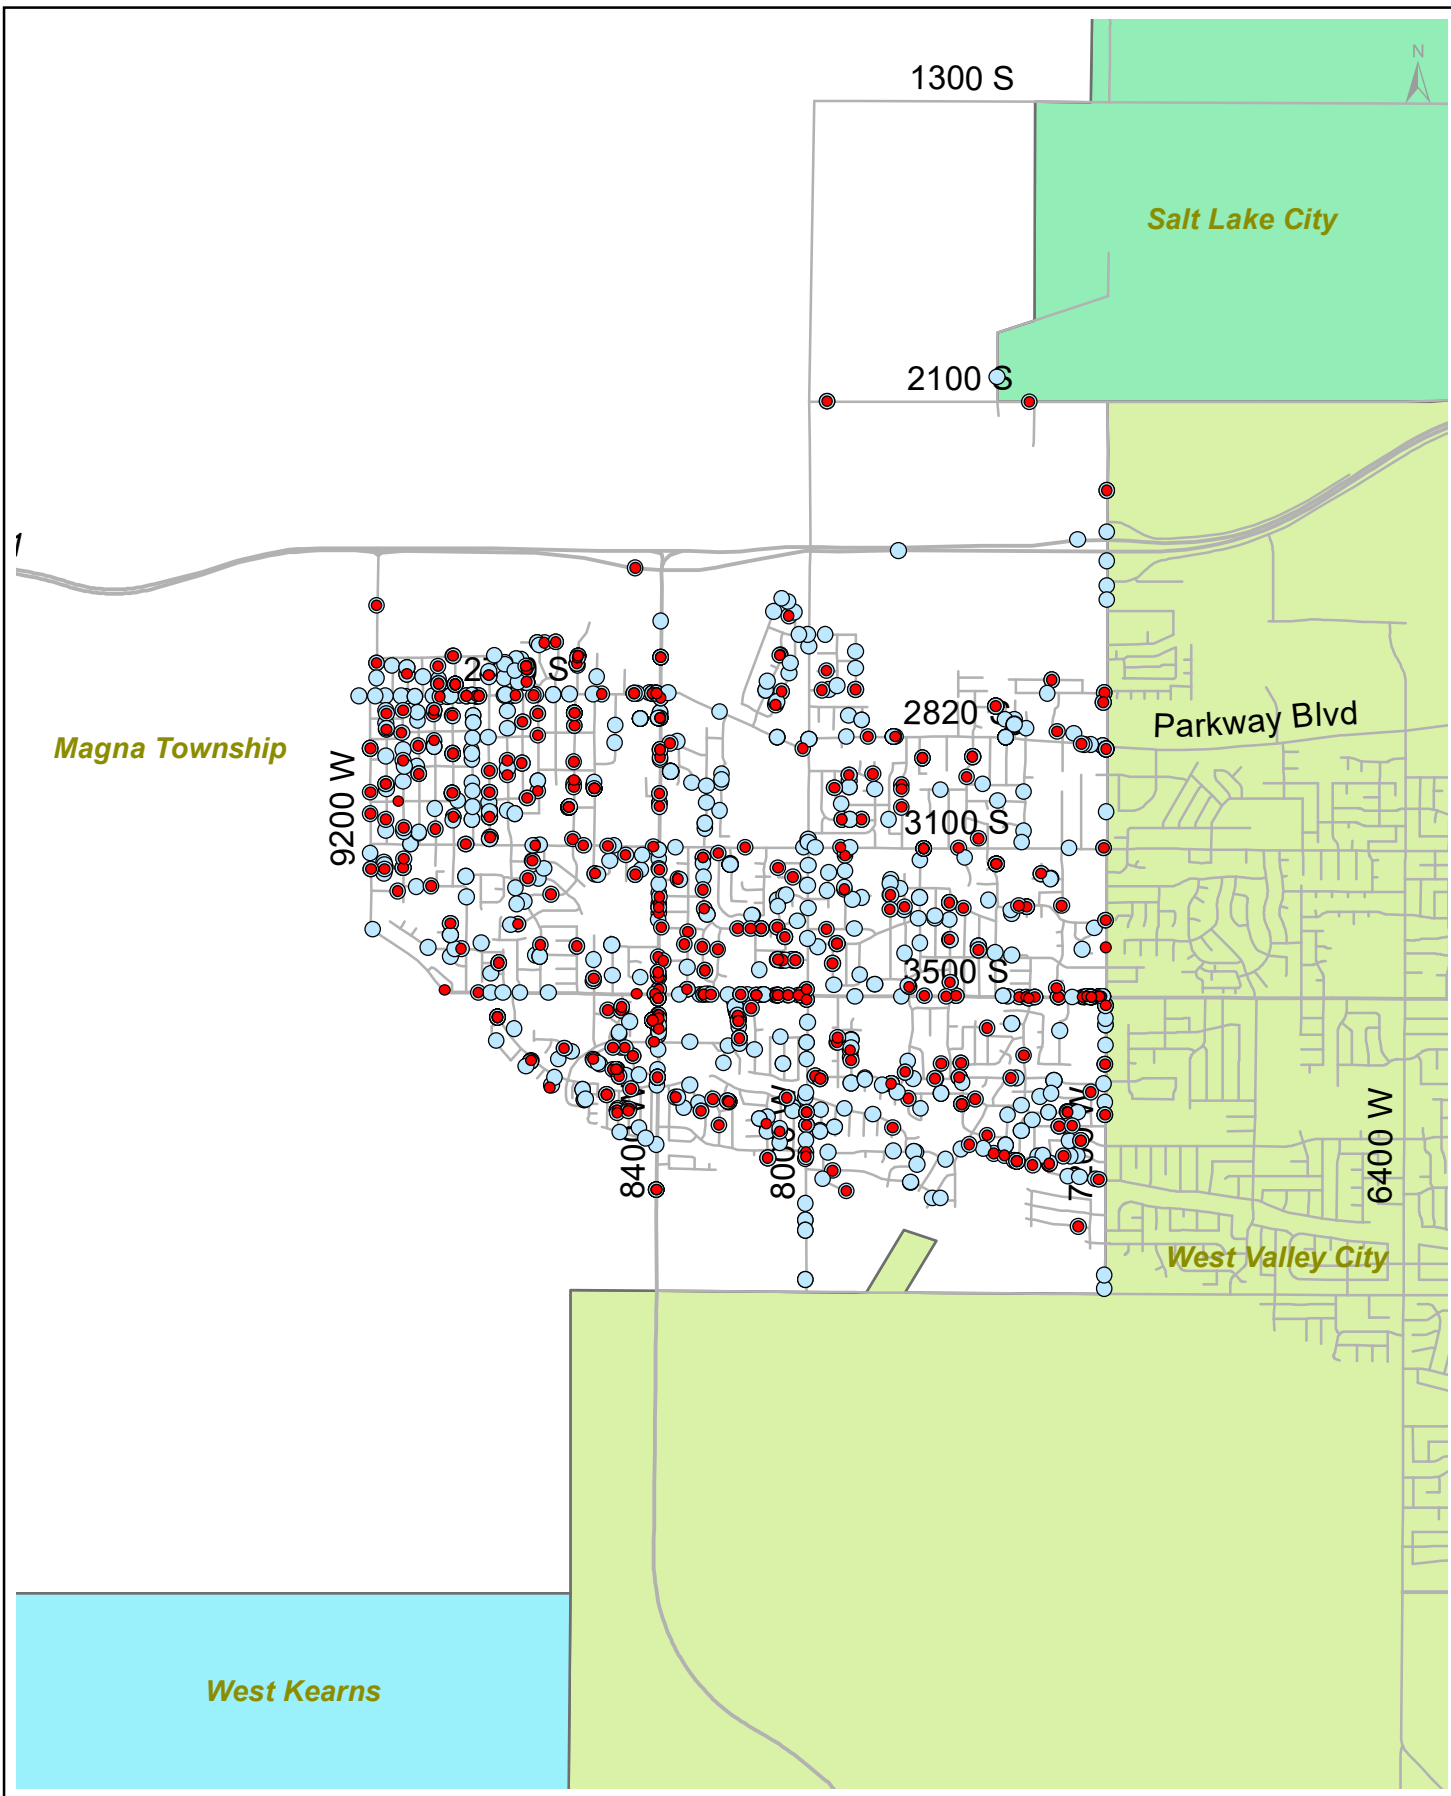 1300 S
N
Salt Lake City
2100 S
1
2820 S
Parkway Blvd
Magna Township
9200 W
3100 S
3500 S
6400 W
West Valley City
West Kearns